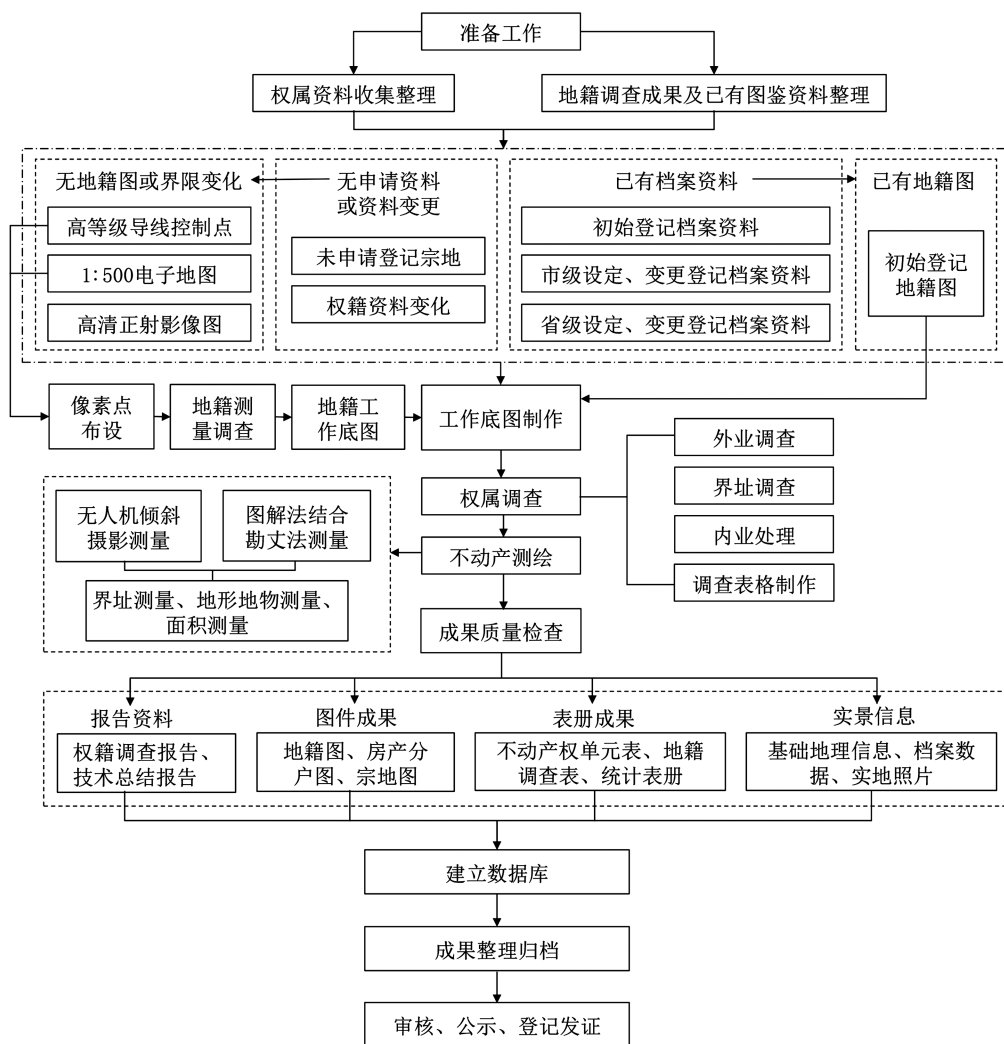 准备工作
权属资料收集整理
地籍调查成果及已有图鉴资料整理
无地籍图或界限变化
高等级导线控制点
1:500电子地图
高清正射影像图
无申请资料
或资料变更
未申请登记宗地
权籍资料变化
已有档案资料
初始登记档案资料
市级设定、变更登记档案资料
省级设定、变更登记档案资料
已有地籍图
初始登记
地籍图
像素点
布设
地籍测
量调查
地籍工
作底图
工作底图制作
权属调查
外业调查
界址调查
内业处理
调查表格制作
不动产测绘
无人机倾斜
摄影测量
图解法结合
勘丈法测量
界址测量、地形地物测量、
面积测量
成果质量检查
报告资料
权籍调查报告、
技术总结报告
图件成果
地籍图、房产分
户图、宗地图
表册成果
不动产权单元表、地籍
调查表、统计表册
实景信息
基础地理信息、档案数
据、实地照片
建立数据库
成果整理归档
审核、公示、登记发证